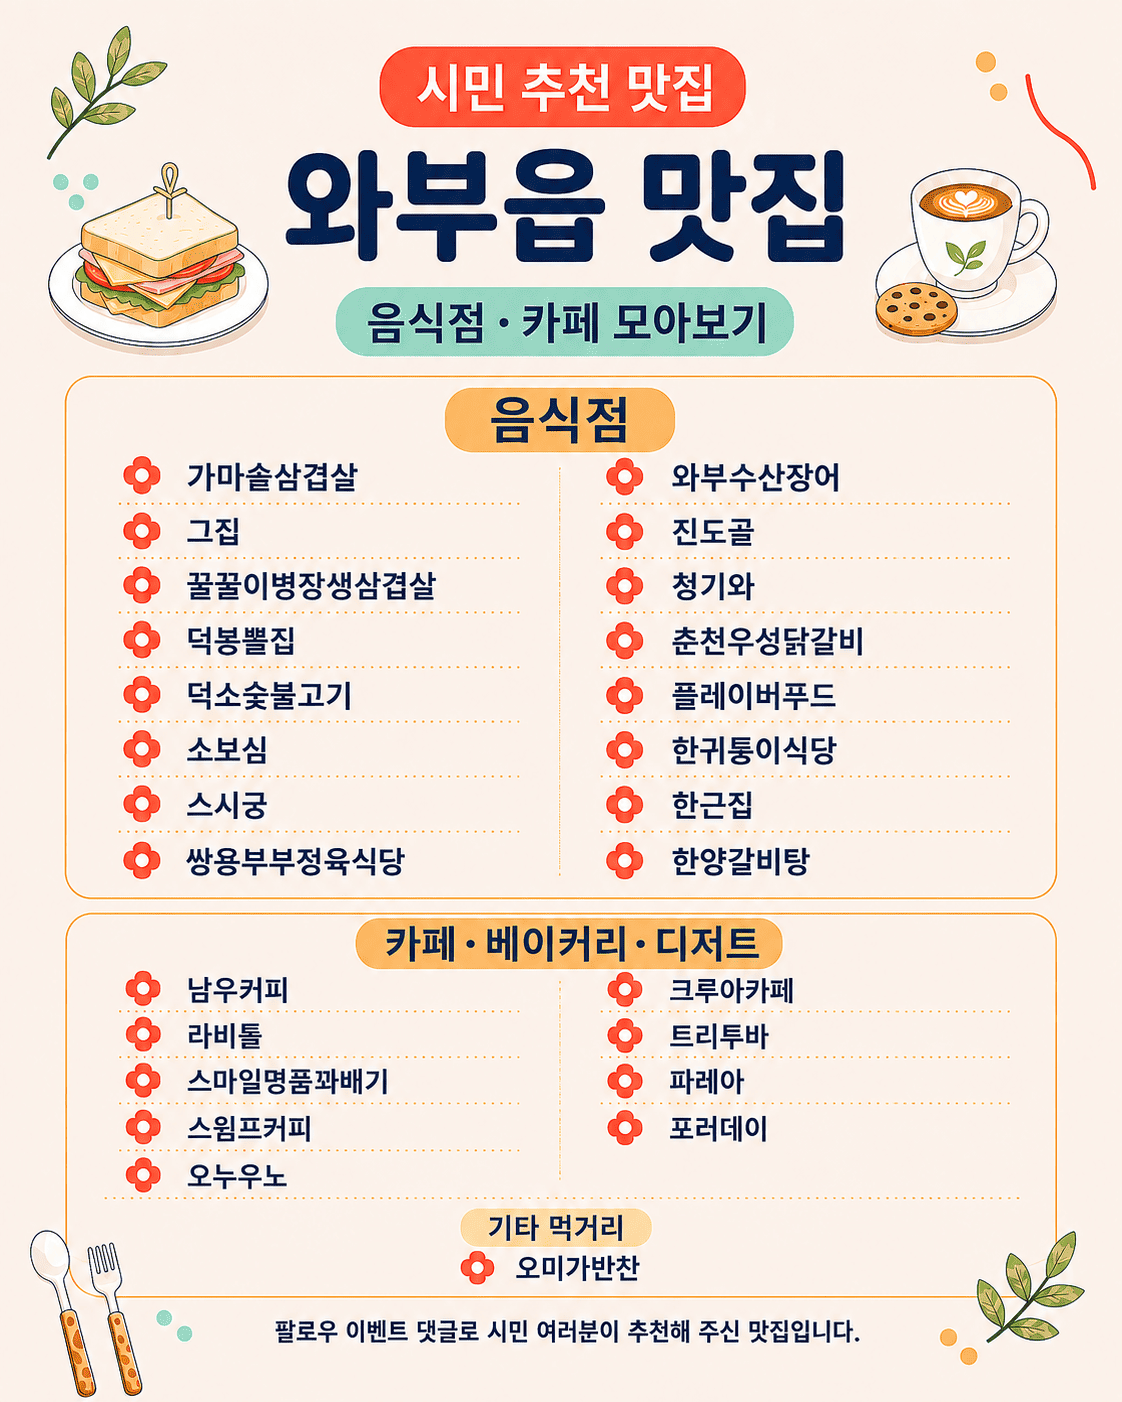 시민 추천 맛집
와부읍 맛집
음식점 · 카페 모아보기
음식점
가마솥삼겹살
그집
꿀꿀이병장생삼겹살
덕봉뽈집
덕소숯불고기
소보심
스시궁
쌍용부부정육식당
와부수산장어
진도골
청기와
춘천우성닭갈비
플레이버푸드
한귀퉁이식당
한근집
한양갈비탕
카페 · 베이커리 · 디저트
남우커피
라비톨
스마일명품꽈배기
스윔프커피
오누우노
크루아카페
트리투바
파레아
포러데이
기타 먹거리
오미가반찬
팔로우 이벤트 댓글로 시민 여러분이 추천해 주신 맛집입니다.